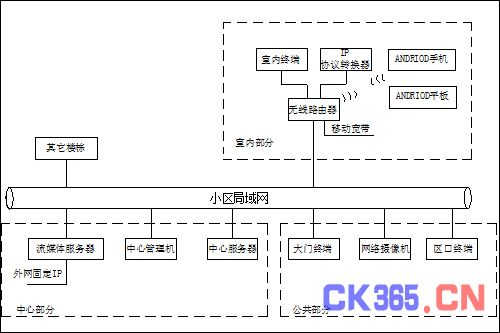 室内终端
IP
协议转换器
ANDRIOD手机
ANDRIOD平板
无线路由器
移动宽带
室内部分
其它楼栋
小区局域网
流媒体服务器
中心管理机
中心服务器
大门终端
网络摄像机
区口终端
外网固定IP
中心部分
公共部分
CK365.CN